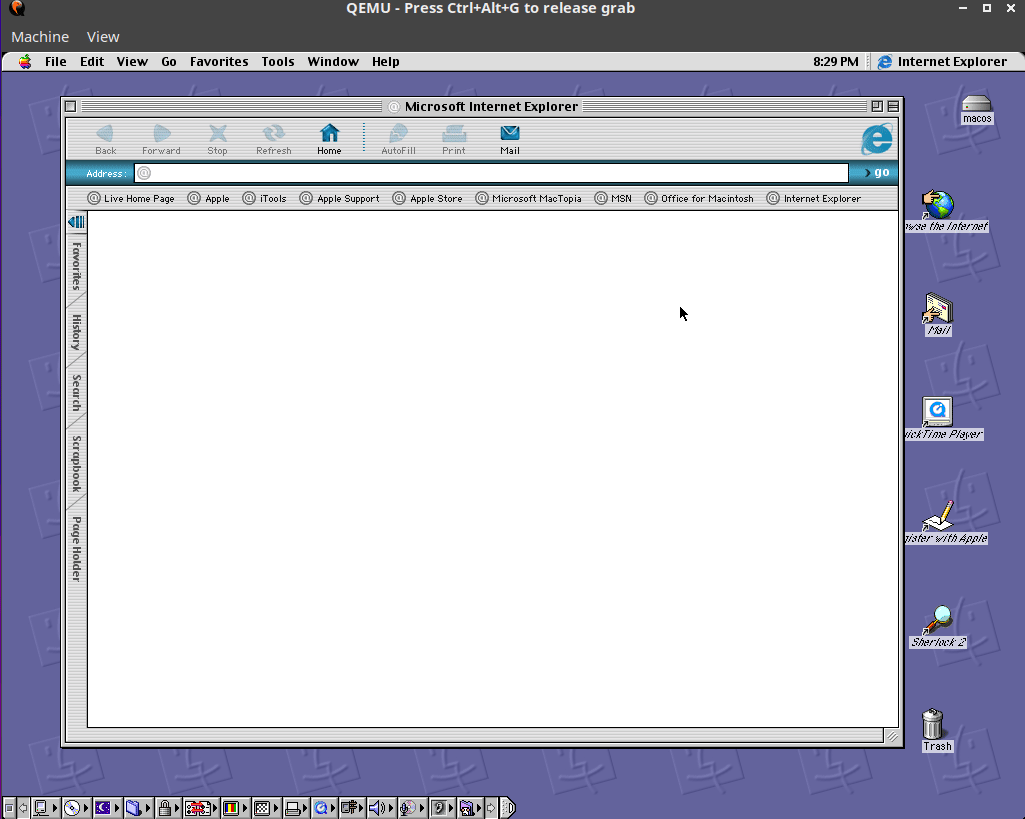 QEMU - Press Ctrl+Alt+G to release grab
Machine View
File Edit View Go Favorites Tools Window Help 8:29 PM Internet Explorer
Microsoft Internet Explorer
Back Forward Stop Refresh Home AutoFill Print Mail
Address: @ go
@ Live Home Page @ Apple @ iTools @ Apple Support @ Apple Store @ Microsoft MacTopia @ MSN @ Office for Macintosh @ Internet Explorer
Favorites
History
Search
Scrapbook
Page Holder
macos
wse the Internet
Mail
uickTime Player
gister with Apple
Sherlock 2
Trash